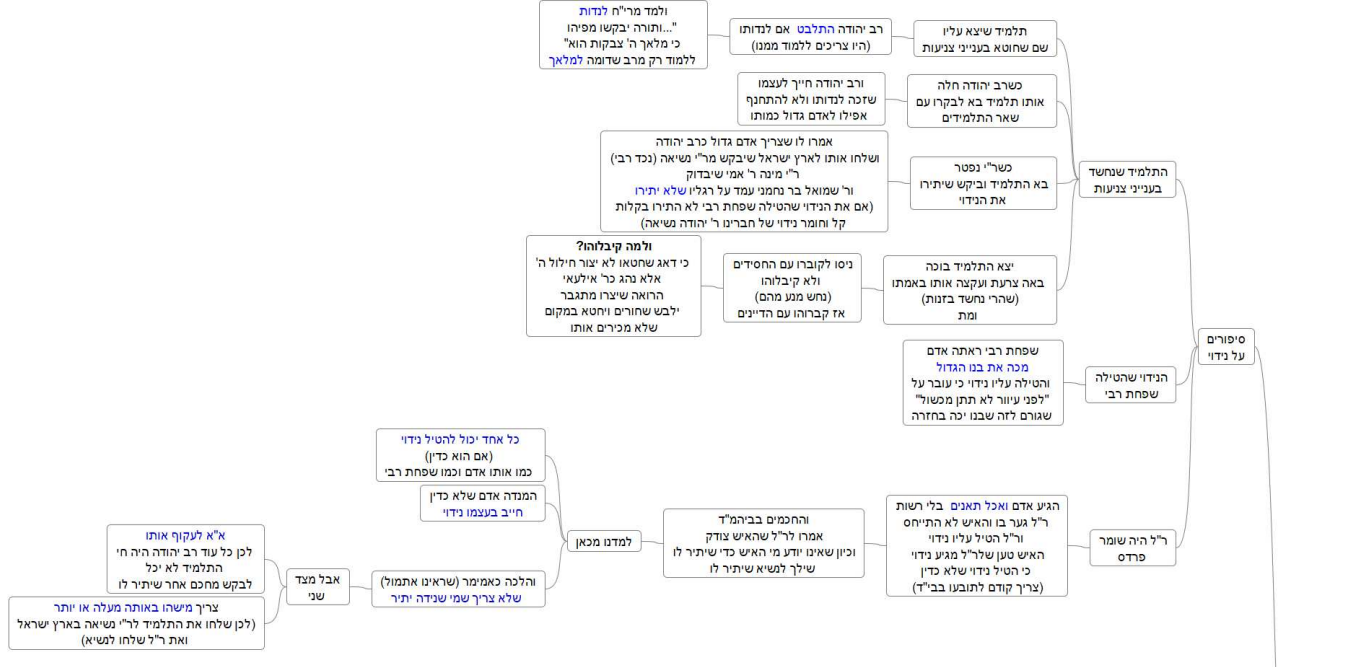 סיפורים
על נידוי
התלמיד שנחשד
בענייני צניעות
תלמיד שיצא עליו
שם שחוטא בענייני צניעות
רב יהודה התלבט אם לנדותו
(היו צריכים ללמוד ממנו)
ולמד מרי"ח לנדות
"...ותורה יבקשו מפיהו
כי מלאך ה' צבקות הוא"
ללמוד רק מרב שדומה למלאך
כשרב יהודה חלה
אותו תלמיד בא לבקרו עם
שאר התלמידים
ורב יהודה חייך לעצמו
שזכה לנדותו ולא להתחנף
אפילו לאדם גדול כמותו
כשר"י נפטר
בא התלמיד וביקש שיתירו
את הנידוי
אמרו לו שצריך אדם גדול כרב יהודה
ושלחו אותו לארץ ישראל שיבקש מר"י נשיאה (נכד רבי)
ר"י מינה ר' אמי שיבדוק
ור' שמואל בר נחמני עמד על רגליו שלא יתירו
(אם את הנידוי שהטילה שפחת רבי לא התירו בקלות
קל וחומר נידוי של חברינו ר' יהודה נשיאה)
יצא התלמיד בוכה
באה צרעת ועקצה אותו באמתו
(שהרי נחשד בזנות)
ומת
ניסו לקוברו עם החסידים
ולא קיבלוהו
(נחש מנע מהם)
אז קברוהו עם הדיינים
ולמה קיבלוהו?
כי דאג שחטאו לא יצור חילול ה'
אלא נהג כר' אילעאי
הרואה שיצרו מתגבר
ילבש שחורים ויחטא במקום
שלא מכירים אותו
הנידוי שהטילה
שפחת רבי
שפחת רבי ראתה אדם
מכה את בנו הגדול
והטילה עליו נידוי כי עובר על
"לפני עיוור לא תתן מכשול"
שגורם לזה שבנו יכה בחזרה
ר"ל היה שומר
פרדס
הגיע אדם ואכל תאנים בלי רשות
ר"ל גער בו והאיש לא התייחס
ור"ל הטיל עליו נידוי
האיש טען שלר"ל מגיע נידוי
כי הטיל נידוי שלא כדין
(צריך קודם לתובעו בבי"ד)
והחכמים בביהמ"ד
אמרו לר"ל שהאיש צודק
וכיון שאינו יודע מי האיש כדי שיתיר לו
שילך לנשיא שיתיר לו
למדנו מכאן
כל אחד יכול להטיל נידוי
(אם הוא כדין)
כמו אותו אדם וכמו שפחת רבי
המנדה אדם שלא כדין
חייב בעצמו נידוי
והלכה כאמימר (שראינו אתמול)
שלא צריך שמי שנידה יתיר
אבל מצד
שני
א"א לעקוף אותו
לכן כל עוד רב יהודה היה חי
התלמיד לא יכל
לבקש מחכם אחר שיתיר לו
צריך מישהו באותה מעלה או יותר
(לכן שלחו את התלמיד לר"י נשיאה בארץ ישראל
ואת ר"ל שלחו לנשיא)